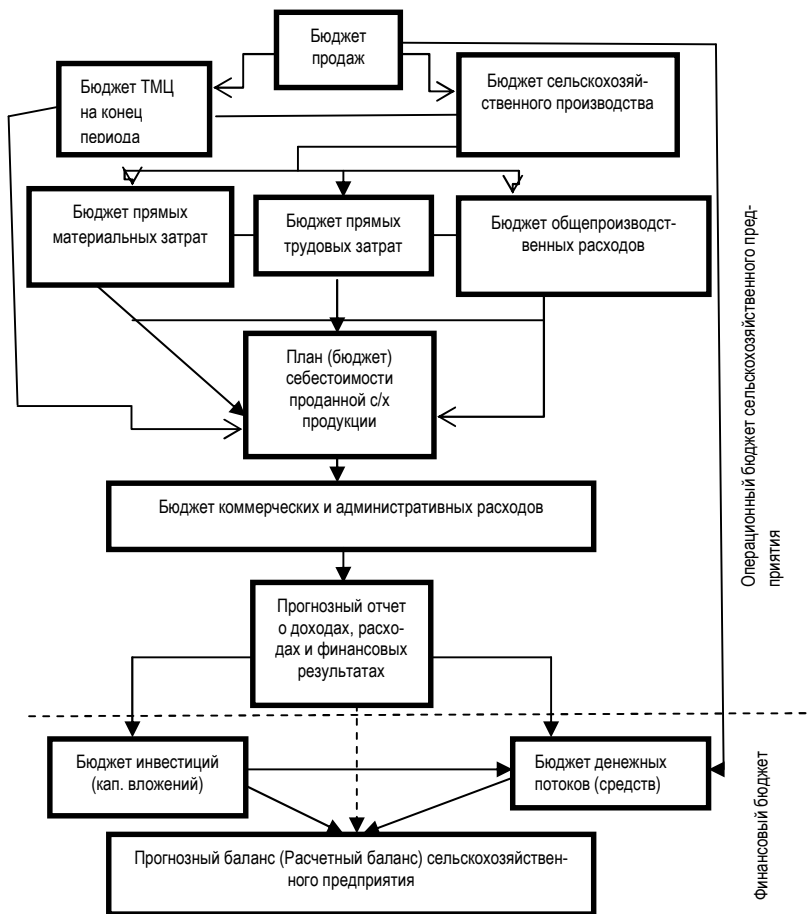 Бюджет
продаж
Бюджет ТМЦ
на конец
периода
Бюджет сельскохозяй-
ственного производства
Бюджет прямых
материальных затрат
Бюджет прямых
трудовых затрат
Бюджет общепроизводст-
венных расходов
План (бюджет)
себестоимости
проданной с/х
продукции
Бюджет коммерческих и административных расходов
Прогнозный отчет
о доходах, расхо-
дах и финансовых
результатах
Операционный бюджет сельскохозяйственного пред-
приятия
Бюджет инвестиций
(кап. вложений)
Бюджет денежных
потоков (средств)
Прогнозный баланс (Расчетный баланс) сельскохозяйствен-
ного предприятия
Финансовый бюджет